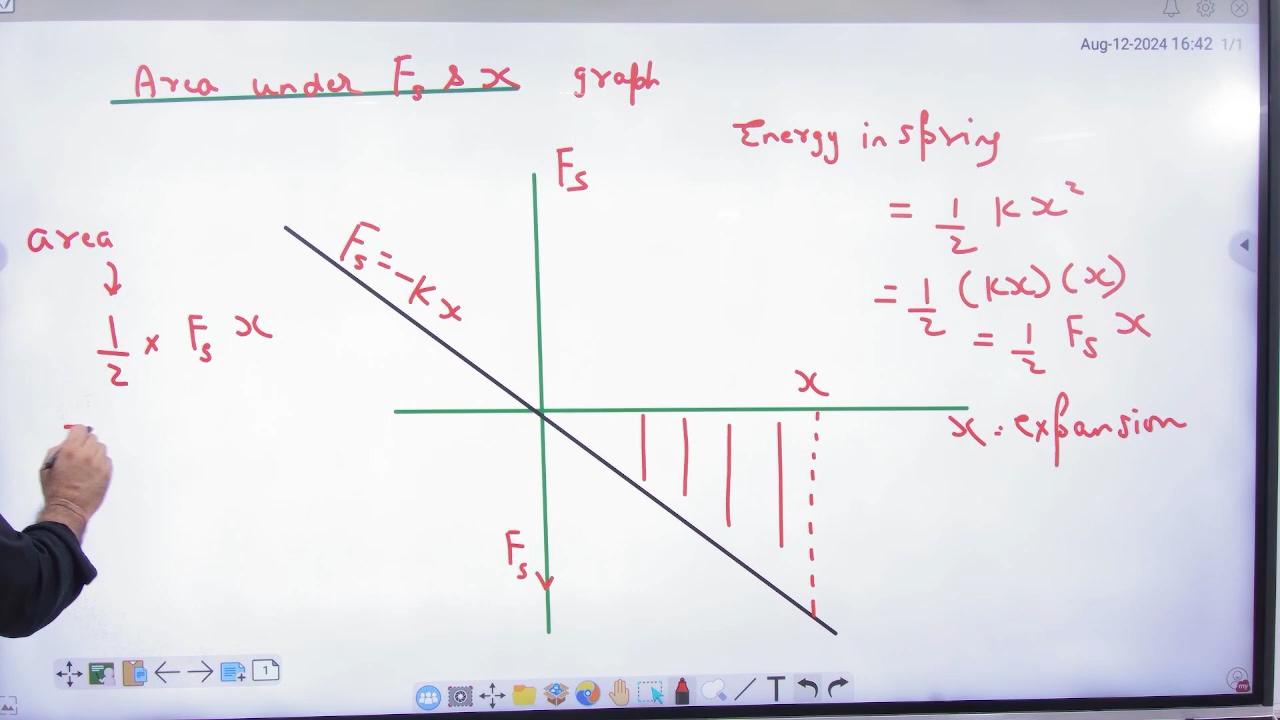 Aug-12-2024 16:42 1/1
Area under Fₛ & x graph
Energy in spring
= 1/2 kx²
= 1/2 (kx)(x)
= 1/2 Fₛ x
Fₛ
Fₛ = -kx
area
↓
1/2 × Fₛ x
x
x : expansion
Fₛ
1
T